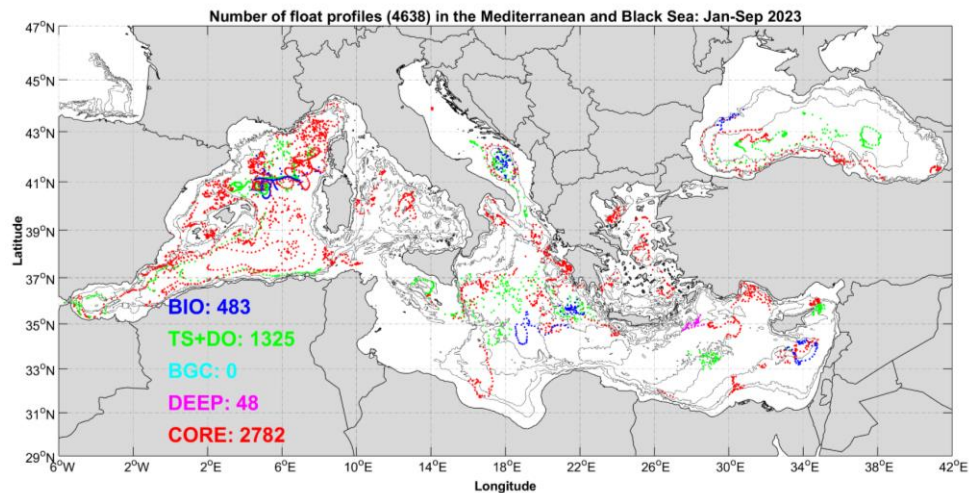 Number of float profiles (4638) in the Mediterranean and Black Sea: Jan-Sep 2023
47°N
45°N
43°N
41°N
39°N
37°N
35°N
33°N
31°N
29°N
Latitude
BIO: 483
TS+DO: 1325
BGC: 0
DEEP: 48
CORE: 2782
6°W 2°W 2°E 6°E 10°E 14°E 18°E 22°E 26°E 30°E 34°E 38°E 42°E
Longitude